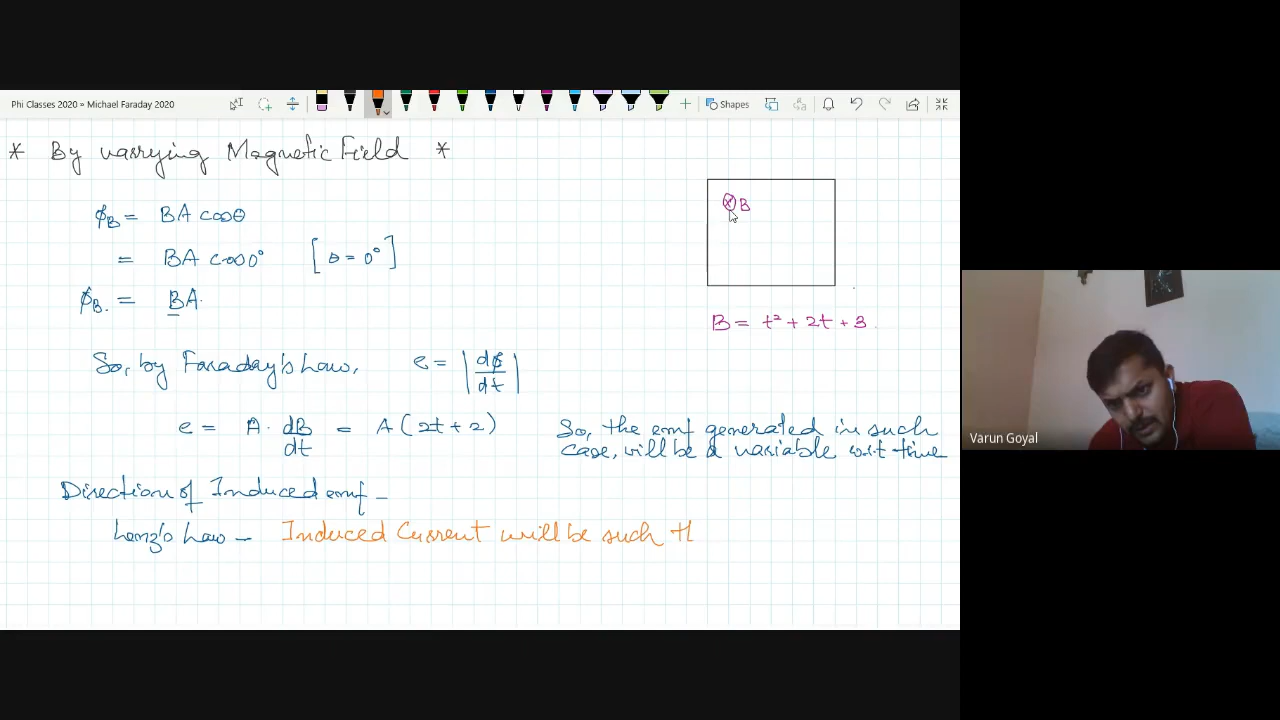 Phi Classes 2020 » Michael Faraday 2020
Shapes
* By varrying Magnetic Field *
ϕB = BA cosθ
= BA cos0° [θ = 0°]
ϕB. = BA.
⊗B
B = t² + 2t + 3
So, by Faraday's Law, e = |dϕ/dt|
e = A. dB/dt = A(2t+2)
So, the emf generated in such
case, will be a variable w.r.t time
Direction of Induced emf –
Lenz's Law – Induced Current will be such tl
Varun Goyal